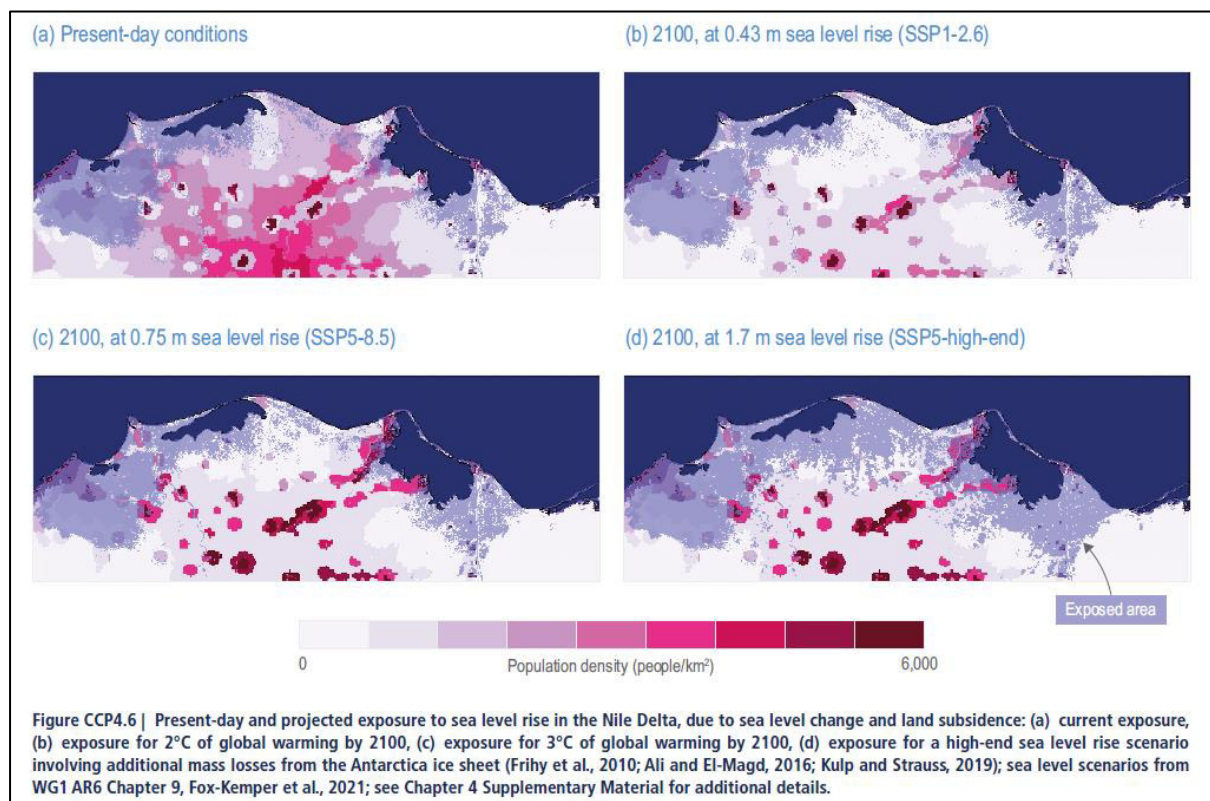 (a) Present-day conditions
(b) 2100, at 0.43 m sea level rise (SSP1-2.6)
(c) 2100, at 0.75 m sea level rise (SSP5-8.5)
(d) 2100, at 1.7 m sea level rise (SSP5-high-end)
Exposed area
0
Population density (people/km²)
6,000
Figure CCP4.6 | Present-day and projected exposure to sea level rise in the Nile Delta, due to sea level change and land subsidence: (a) current exposure,
(b) exposure for 2°C of global warming by 2100, (c) exposure for 3°C of global warming by 2100, (d) exposure for a high-end sea level rise scenario
involving additional mass losses from the Antarctica ice sheet (Frihy et al., 2010; Ali and El-Magd, 2016; Kulp and Strauss, 2019); sea level scenarios from
WG1 AR6 Chapter 9, Fox-Kemper et al., 2021; see Chapter 4 Supplementary Material for additional details.